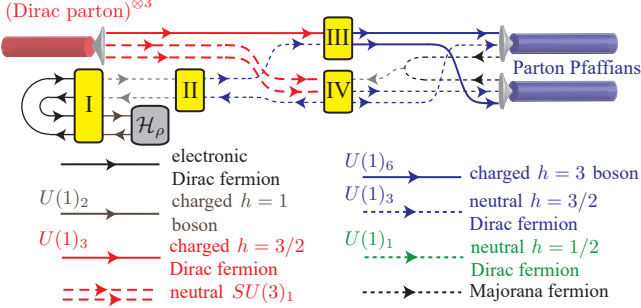 (Dirac parton)⊗3
III
Parton Pfaffians
I
II
IV
ℋρ
electronic
Dirac fermion
U(1)2
charged h = 1
boson
U(1)3
charged h = 3/2
Dirac fermion
neutral SU(3)1
U(1)6
charged h = 3 boson
U(1)3
neutral h = 3/2
Dirac fermion
U(1)1
neutral h = 1/2
Dirac fermion
Majorana fermion